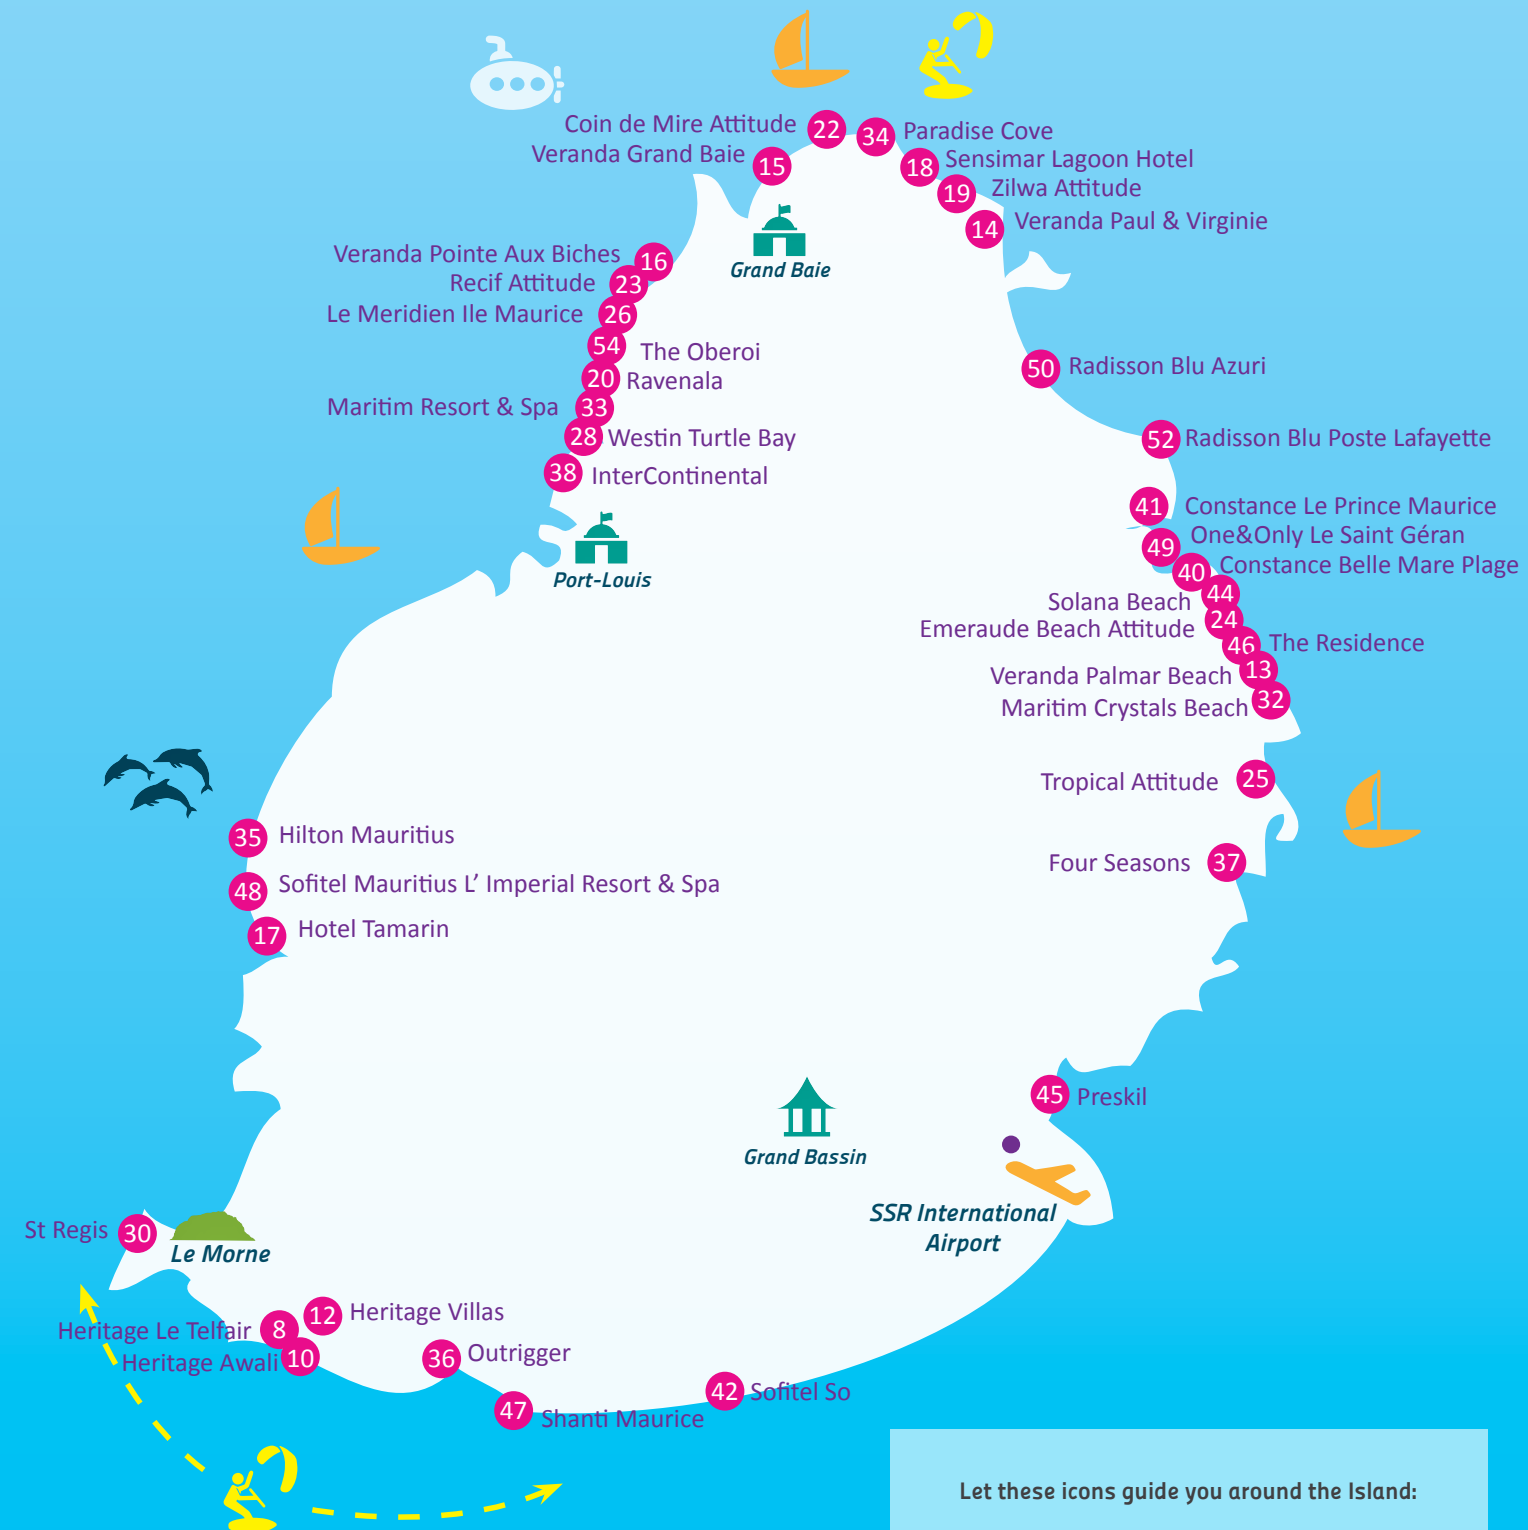 Coin de Mire Attitude 22
34 Paradise Cove
Veranda Grand Baie 15
18 Sensimar Lagoon Hotel
19 Zilwa Attitude
14 Veranda Paul & Virginie
Grand Baie
Veranda Pointe Aux Biches 16
Recif Attitude 23
Le Meridien Ile Maurice 26
54 The Oberoi
20 Ravenala
Maritim Resort & Spa 33
28 Westin Turtle Bay
38 InterContinental
Port-Louis
50 Radisson Blu Azuri
52 Radisson Blu Poste Lafayette
41 Constance Le Prince Maurice
49 One&Only Le Saint Géran
40 Constance Belle Mare Plage
Solana Beach 44
Emeraude Beach Attitude 24
46 The Residence
Veranda Palmar Beach 13
Maritim Crystals Beach 32
Tropical Attitude 25
Four Seasons 37
35 Hilton Mauritius
48 Sofitel Mauritius L’ Imperial Resort & Spa
17 Hotel Tamarin
45 Preskil
Grand Bassin
SSR International
Airport
St Regis 30
Le Morne
12 Heritage Villas
Heritage Le Telfair 8
Heritage Awali 10
36 Outrigger
47 Shanti Maurice
42 Sofitel So
Let these icons guide you around the Island: